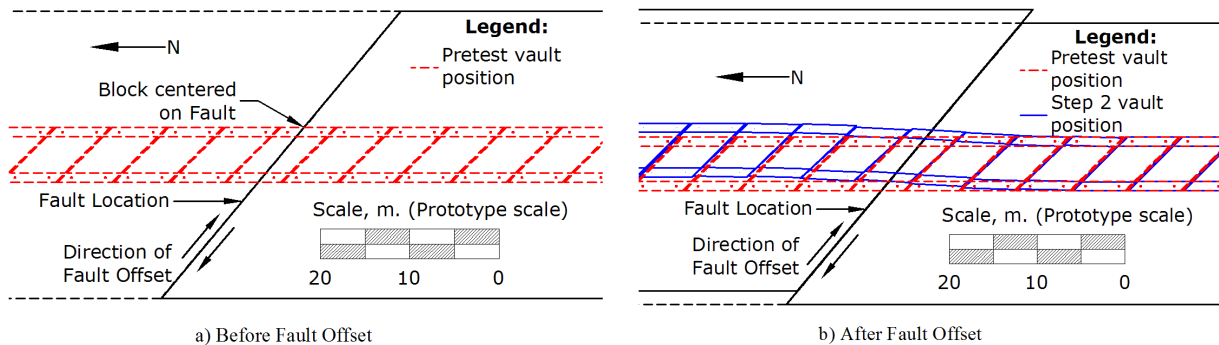 N
Legend:
Pretest vault
position
Block centered
on Fault
Fault Location
Direction of
Fault Offset
Scale, m. (Prototype scale)
20 10 0
a) Before Fault Offset
N
Legend:
Pretest vault
position
Step 2 vault
position
Fault Location
Direction of
Fault Offset
Scale, m. (Prototype scale)
20 10 0
b) After Fault Offset